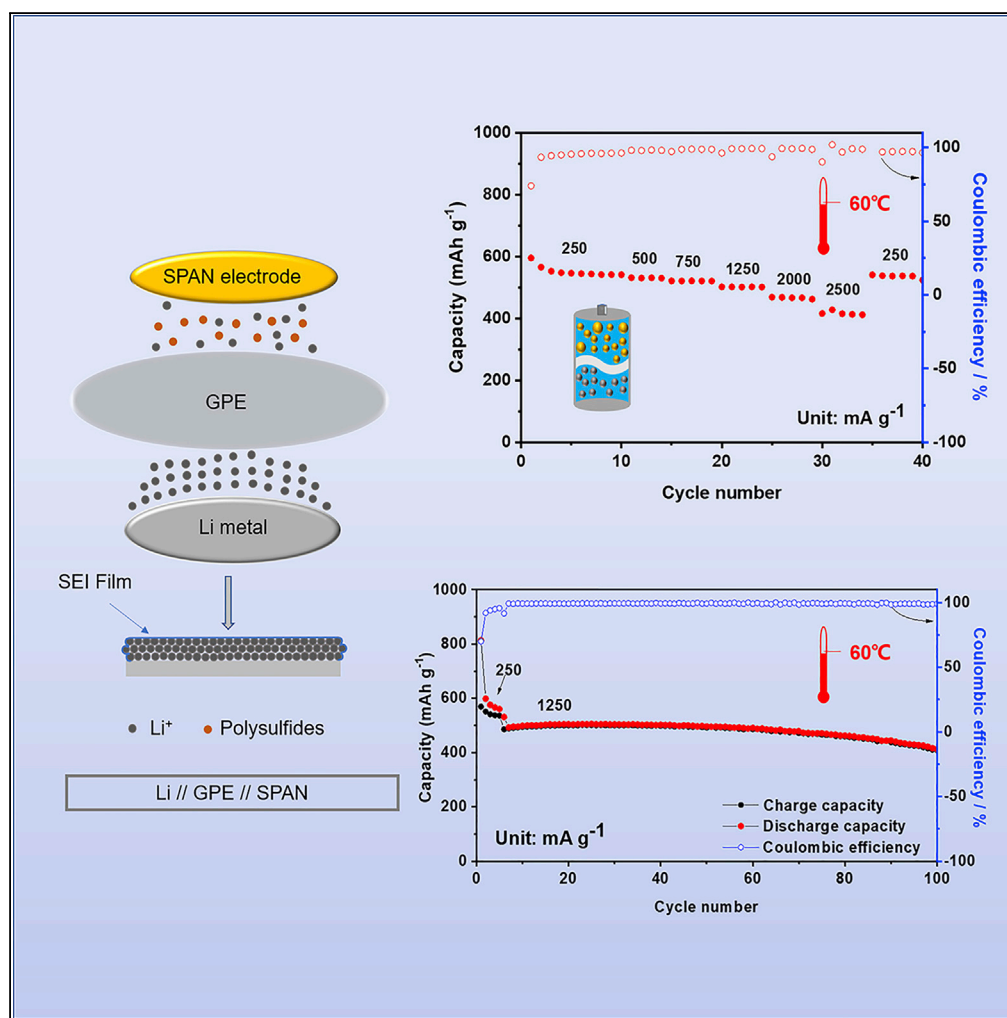 SPAN electrode
GPE
Li metal
SEI Film
Li⁺
Polysulfides
Li // GPE // SPAN
1000
800
600
400
200
0
Capacity (mAh g⁻¹)
250
500
750
1250
2000
2500
250
60℃
Unit: mA g⁻¹
100
50
0
-50
-100
Coulombic efficiency / %
0 10 20 30 40
Cycle number
1000
800
600
400
200
0
Capacity (mAh g⁻¹)
250
1250
60℃
Unit: mA g⁻¹
Charge capacity
Discharge capacity
Coulombic efficiency
100
50
0
-50
-100
Coulombic efficiency / %
0 20 40 60 80 100
Cycle number